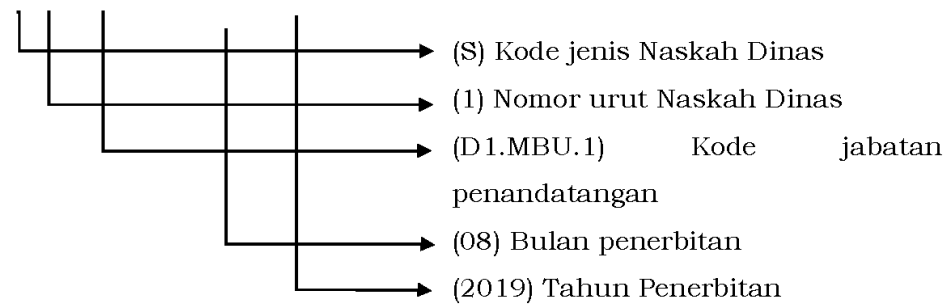 (S) Kode jenis Naskah Dinas
(1) Nomor urut Naskah Dinas
(D1.MBU.1) Kode jabatan
penandatangan
(08) Bulan penerbitan
(2019) Tahun Penerbitan